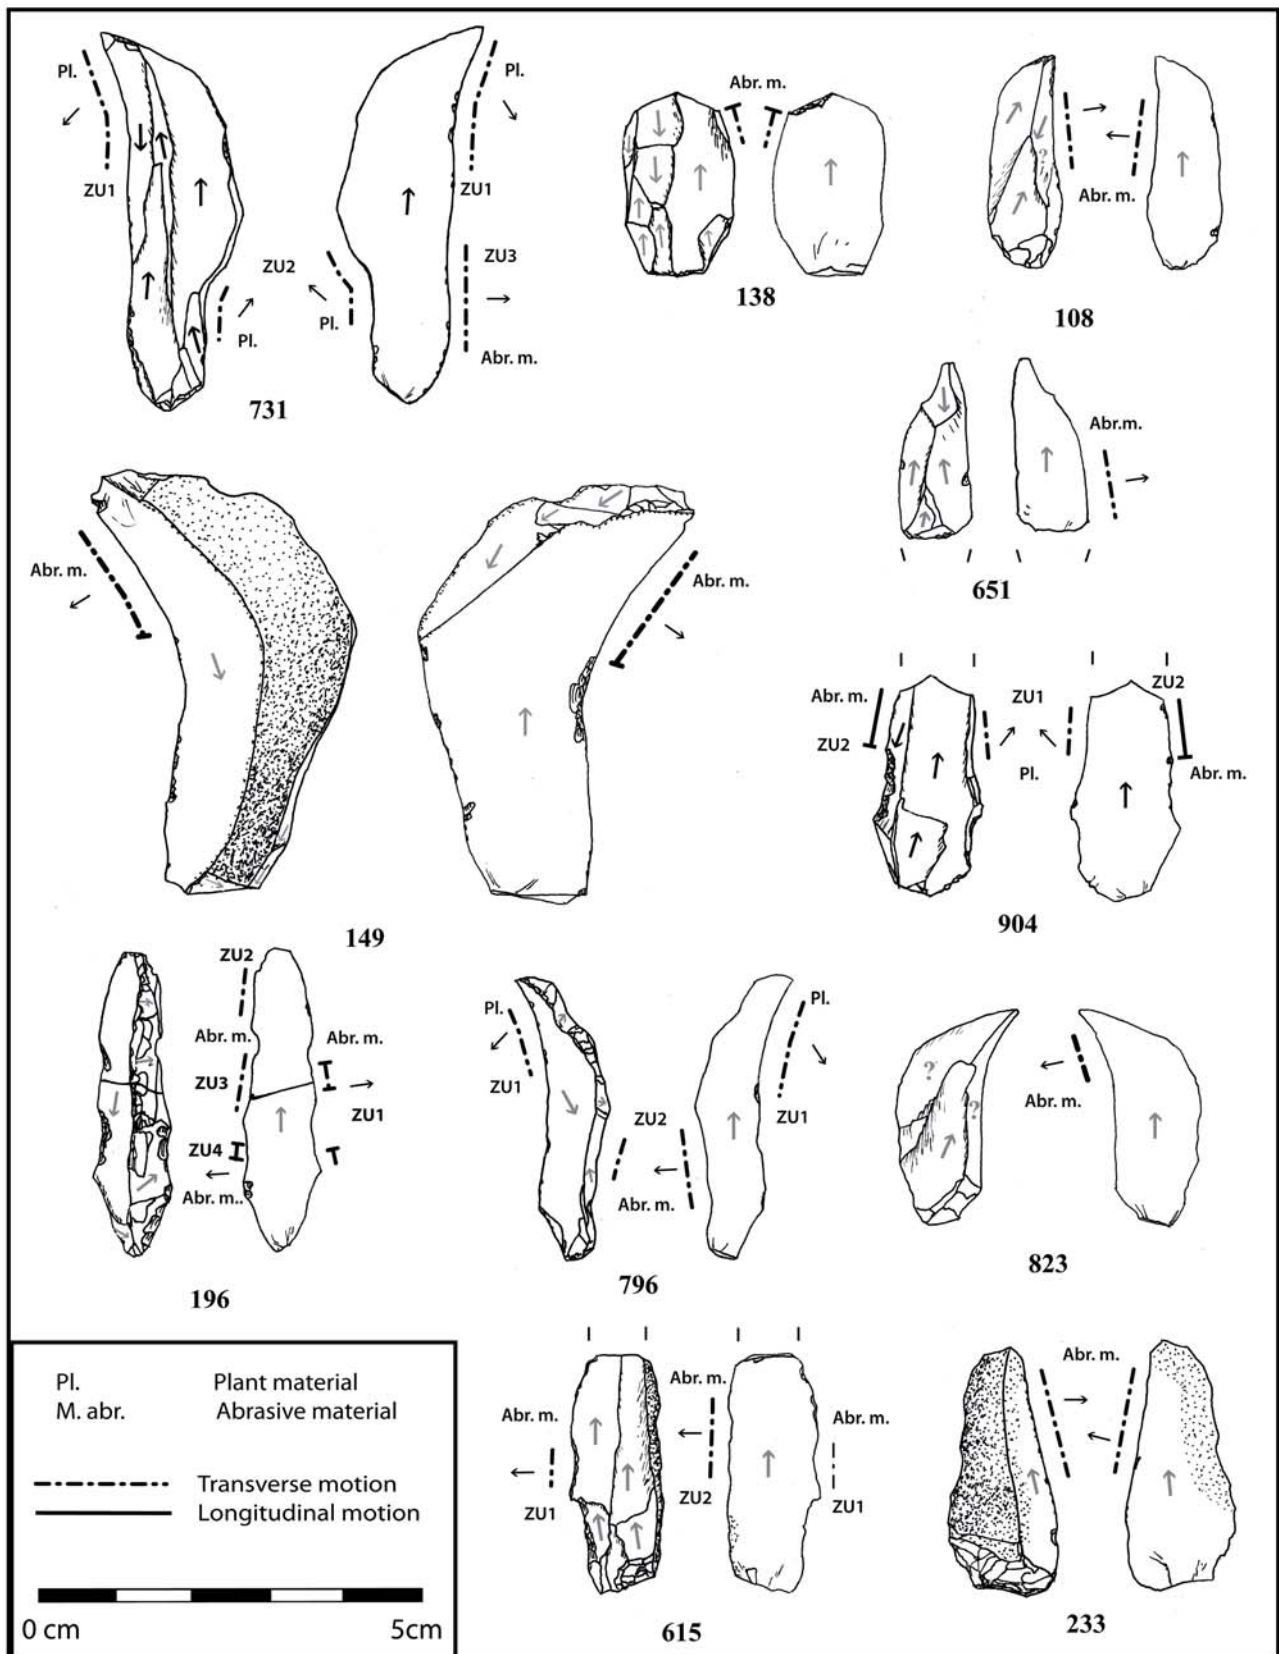 Pl.
ZU1
Pl.
ZU1
ZU2
Pl.
Pl.
ZU3
Abr. m.
731
Abr. m.
138
Abr. m.
108
Abr.m.
651
Abr. m.
Abr. m.
149
Abr. m.
ZU2
ZU1
Pl.
ZU2
Abr. m.
904
ZU2
Abr. m.
Abr. m.
ZU3
ZU1
ZU4
Abr. m..
196
Pl.
ZU1
Pl.
ZU1
ZU2
Abr. m.
796
?
?
?
Abr. m.
823
Abr. m.
ZU1
Abr. m.
ZU2
Abr. m.
ZU1
615
Abr. m.
233
Pl. Plant material
M. abr. Abrasive material
Transverse motion
Longitudinal motion
0 cm 5cm